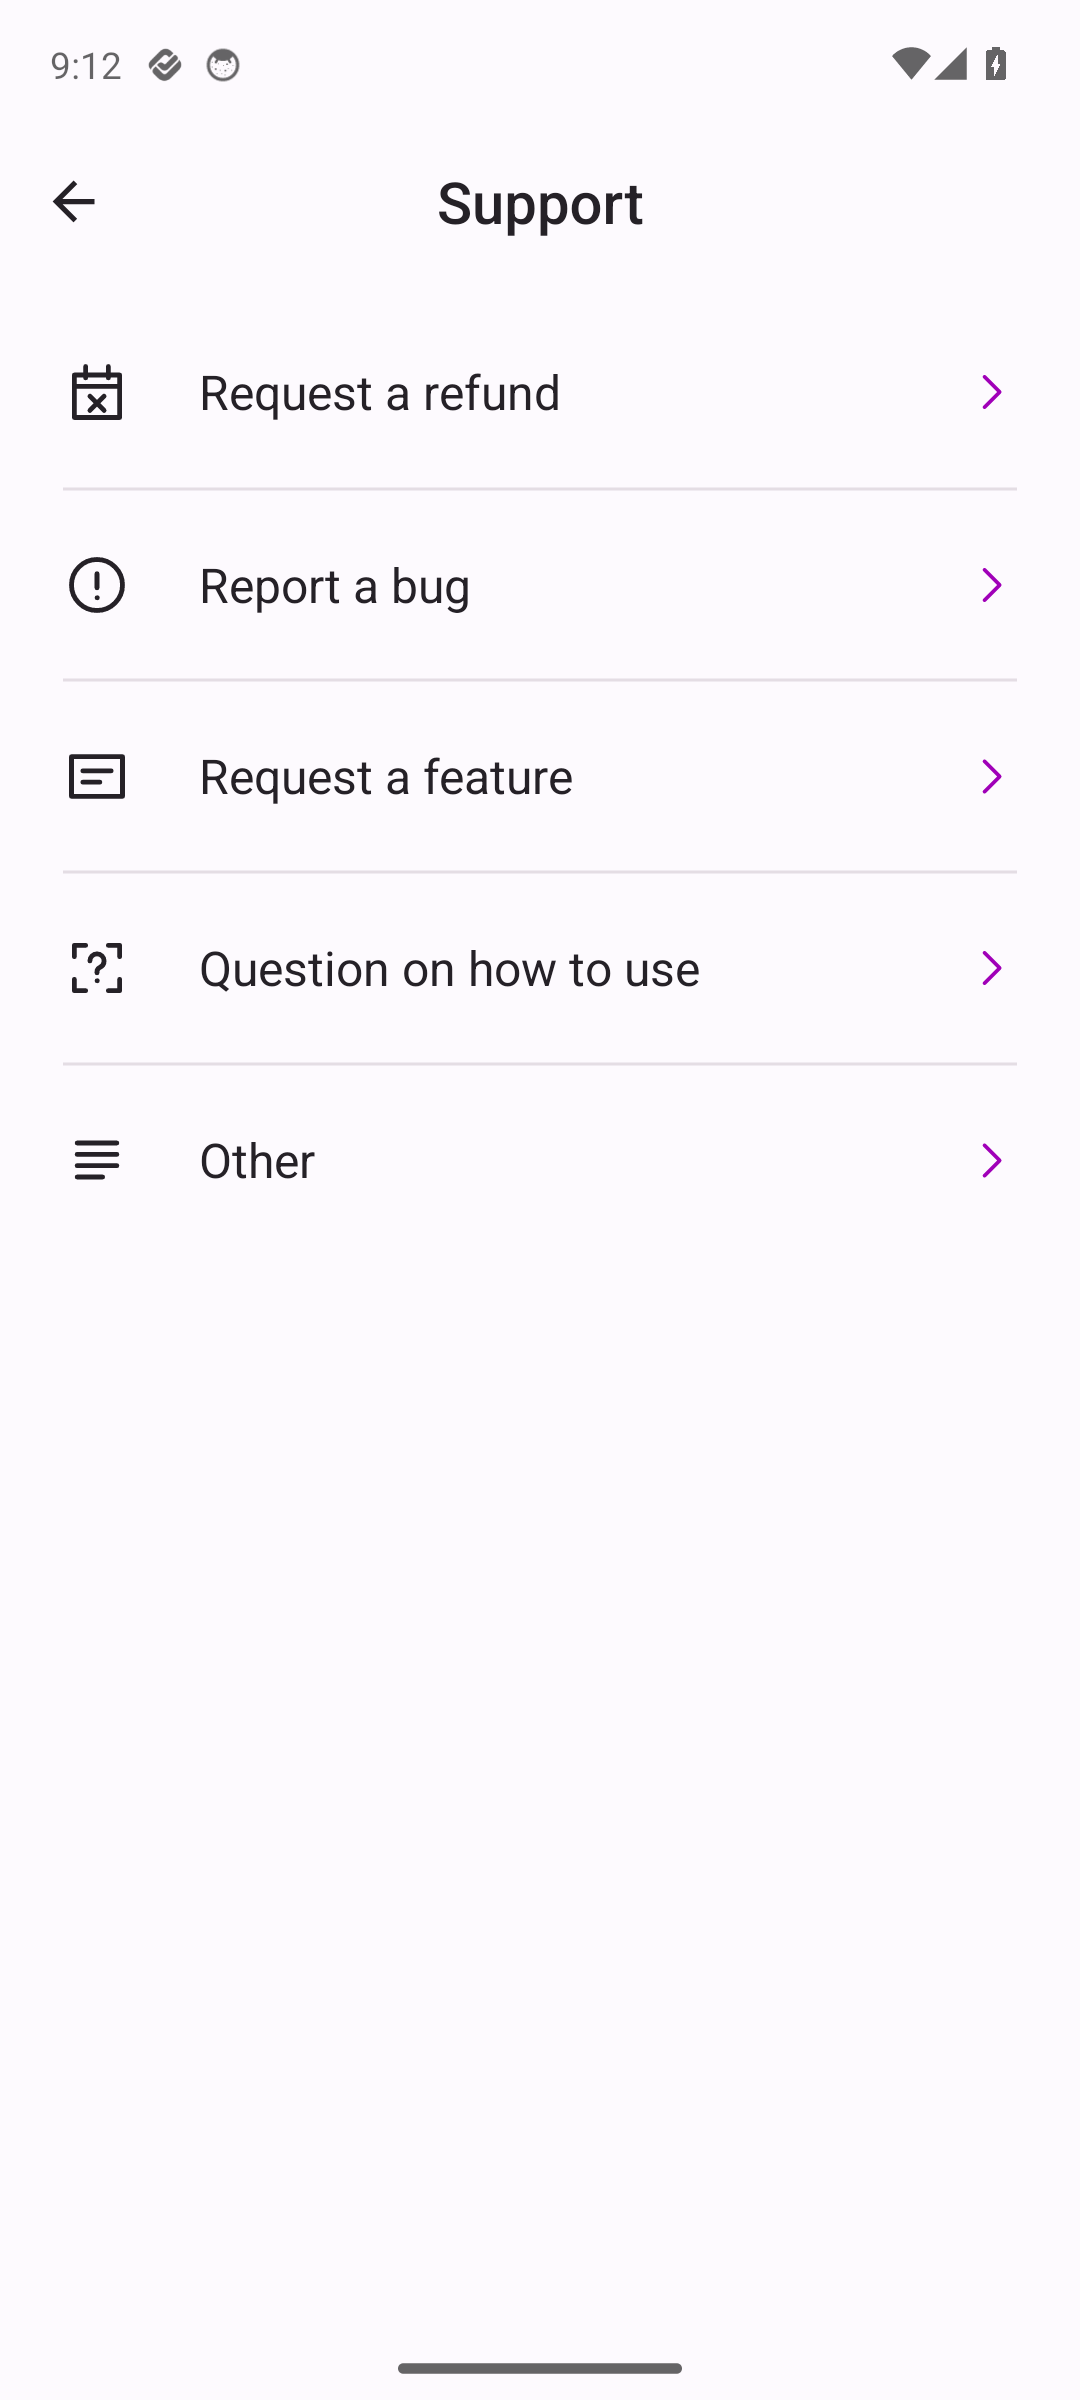 9:12
Support
Request a refund
Report a bug
Request a feature
Question on how to use
Other